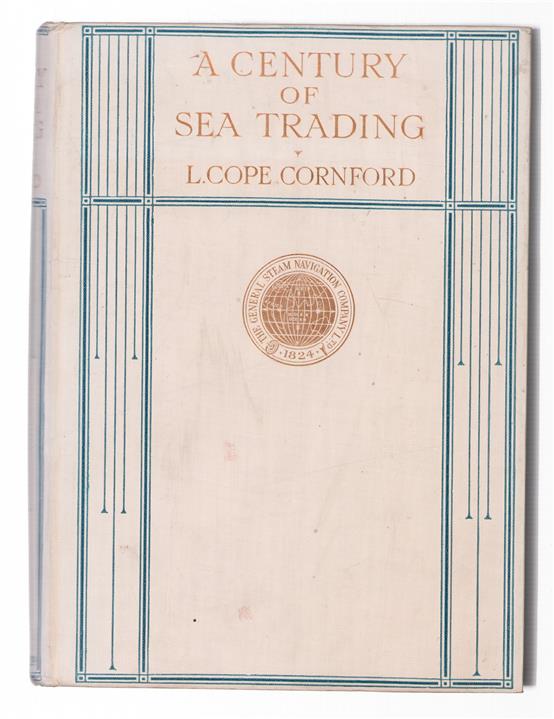 A CENTURY
OF
SEA TRADING
L. COPE CORNFORD
THE GENERAL STEAM NAVIGATION COMPANY LTD
·1824·